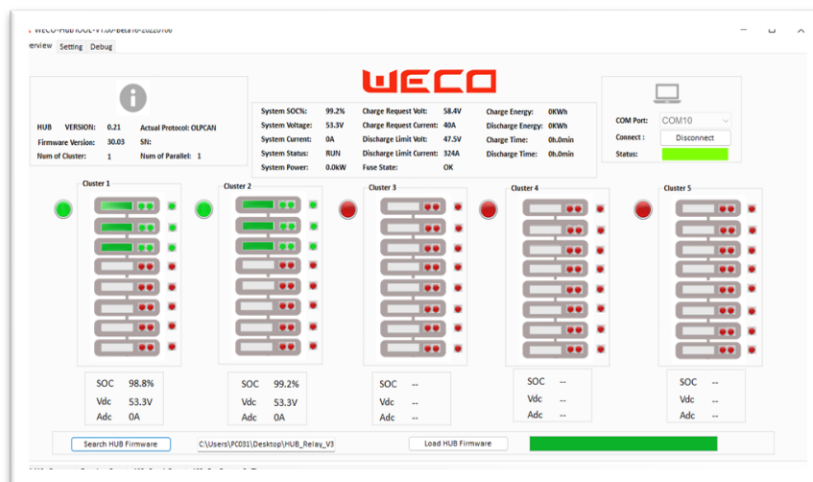 erview Setting Debug
WECO
HUB VERSION: 0.21 Actual Protocol: OLPCAN
Firmware Version: 30.03 SN:
Num of Cluster: 1 Num of Parallel: 1
System SOC%: 99.2% Charge Request Volt: 58.4V Charge Energy: 0KWh
System Voltage: 53.3V Charge Request Current: 40A Discharge Energy: 0KWh
System Current: 0A Discharge Limit Volt: 47.5V Charge Time: 0h.0min
System Status: RUN Discharge Limit Current: 324A Discharge Time: 0h.0min
System Power: 0.0kW Fuse State: OK
COM Port: COM10
Connect : Disconnect
Status:
Cluster 1 Cluster 2 Cluster 3 Cluster 4 Cluster 5
SOC 98.8% SOC 99.2% SOC -- SOC -- SOC --
Vdc 53.3V Vdc 53.3V Vdc -- Vdc -- Vdc --
Adc 0A Adc 0A Adc -- Adc -- Adc --
Search HUB Firmware C:\Users\PC031\Desktop\HUB_Relay_V3 Load HUB Firmware